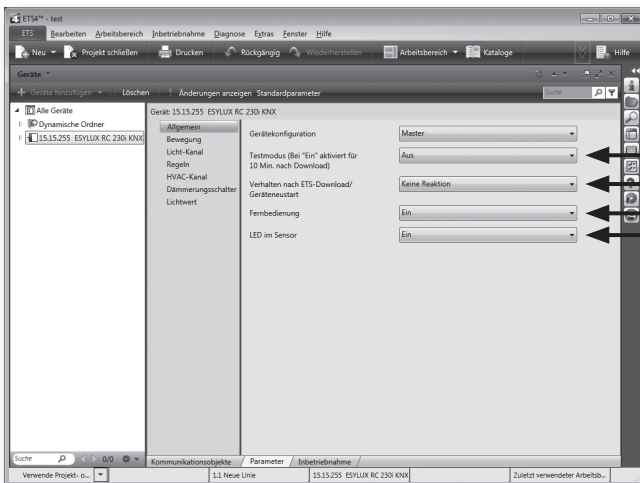 ETS4™ - test
ETS Bearbeiten Arbeitsbereich Inbetriebnahme Diagnose Extras Fenster Hilfe
Neu Projekt schließen Drucken Rückgängig Wiederherstellen Arbeitsbereich Kataloge Hilfe
Geräte
Geräte hinzufügen Löschen Änderungen anzeigen Standardparameter Suche
Alle Geräte
Dynamische Ordner
15.15.255 ESYLUX RC 230i KNX
Gerät: 15.15.255 ESYLUX RC 230i KNX
Allgemein
Bewegung
Licht-Kanal
Regeln
HVAC-Kanal
Dämmerungsschalter
Lichtwert
Gerätekonfiguration Master
Testmodus (Bei "Ein" aktiviert für
10 Min. nach Download) Aus
Verhalten nach ETS-Download/
Geräteneustart Keine Reaktion
Fernbedienung Ein
LED im Sensor Ein
Suche 0/0
Kommunikationsobjekte Parameter Inbetriebnahme
Verwende Projekt- o... 1.1 Neue Linie 15.15.255 ESYLUX RC 230i KNX Zuletzt verwendeter Arbeitsb...